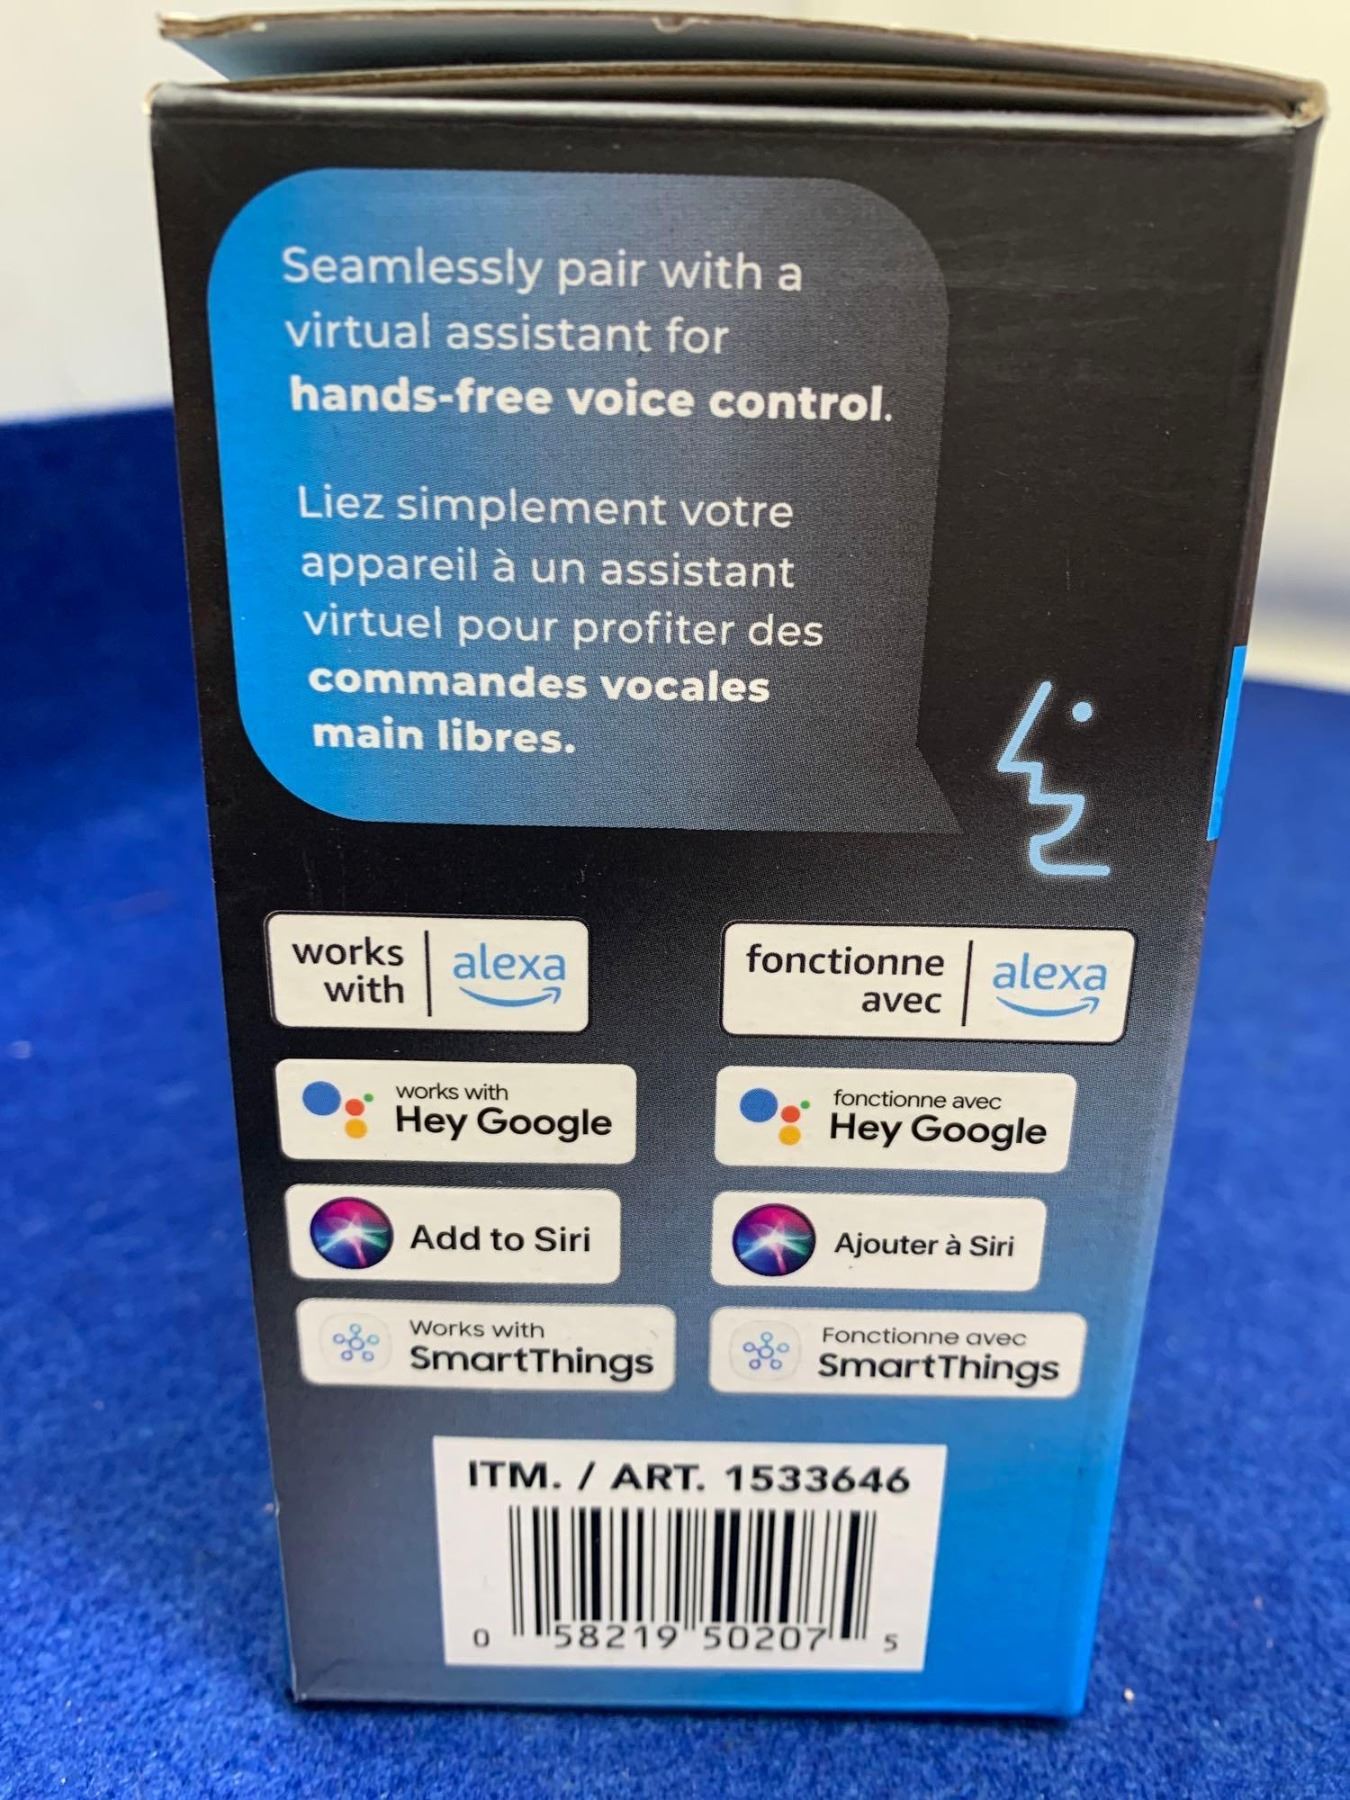 Seamlessly pair with a
virtual assistant for
hands-free voice control.
Liez simplement votre
appareil à un assistant
virtuel pour profiter des
commandes vocales
main libres.
works
with
alexa
fonctionne
avec
alexa
works with
Hey Google
fonctionne avec
Hey Google
Add to Siri
Ajouter à Siri
Works with
SmartThings
Fonctionne avec
SmartThings
ITM. / ART. 1533646
0 58219 50207 5